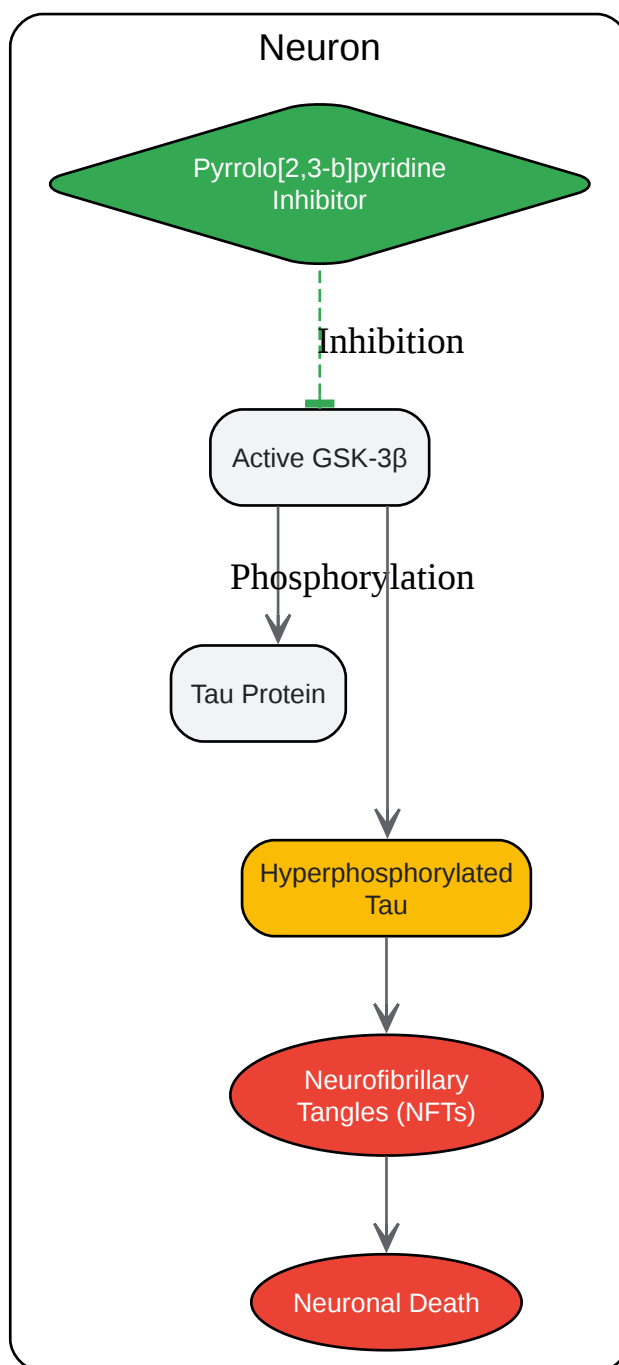 Neuron
Pyrrolo[2,3-b]pyridine
Inhibitor
Inhibition
Active GSK-3β
Phosphorylation
Tau Protein
Hyperphosphorylated
Tau
Neurofibrillary
Tangles (NFTs)
Neuronal Death